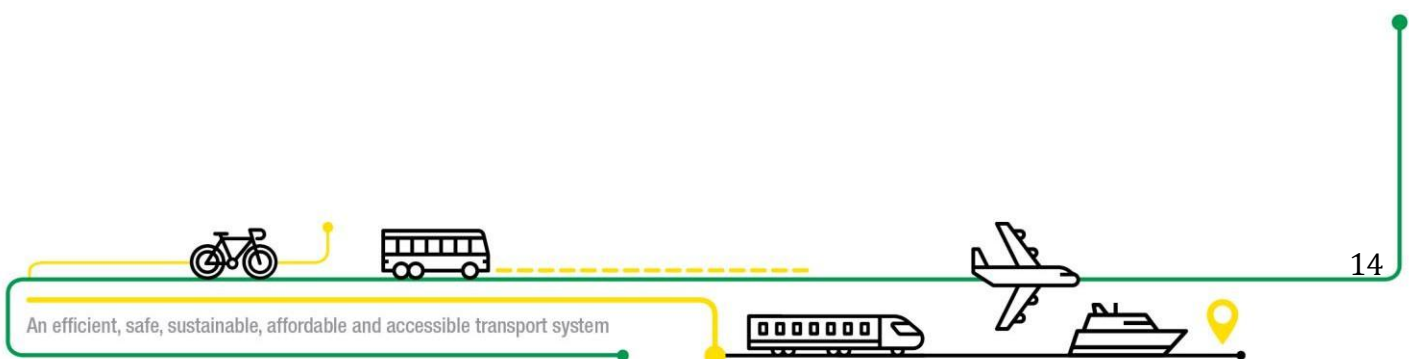 14
An efficient, safe, sustainable, affordable and accessible transport system